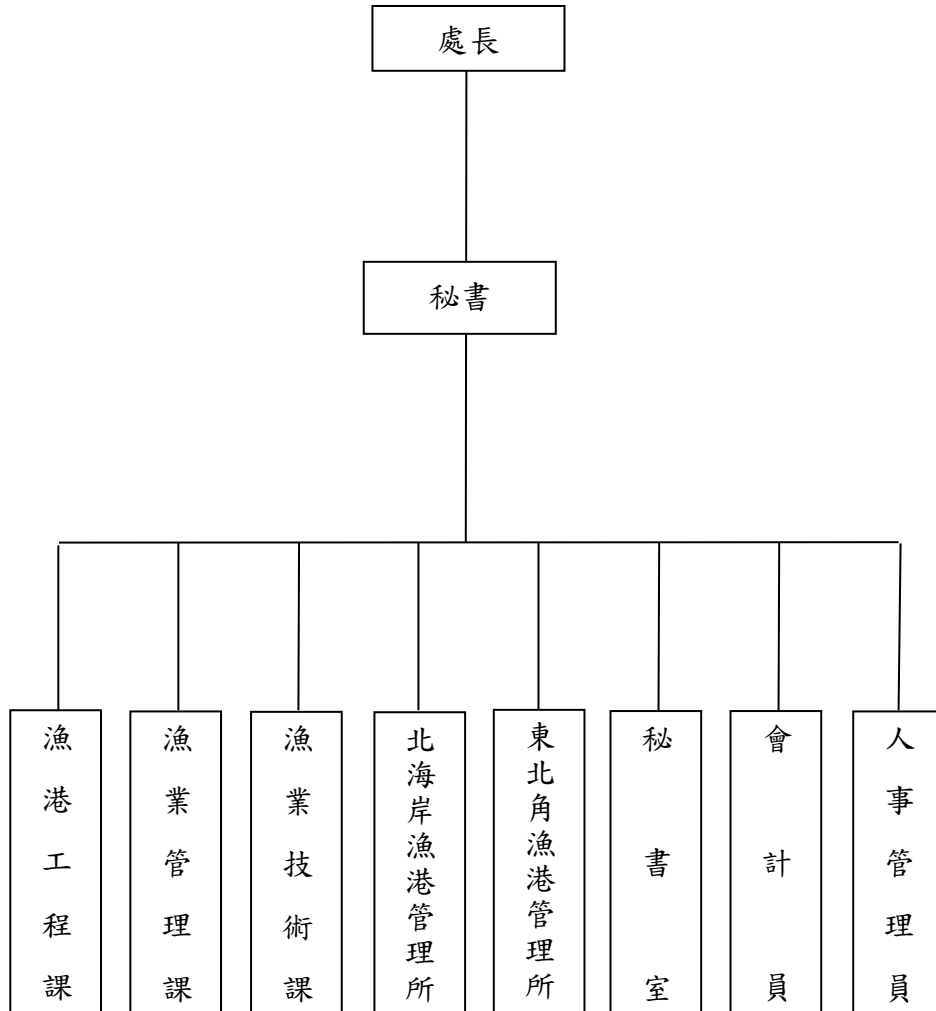 處長
秘書
漁港工程課
漁業管理課
漁業技術課
北海岸漁港管理所
東北角漁港管理所
秘書室
會計員
人事管理員